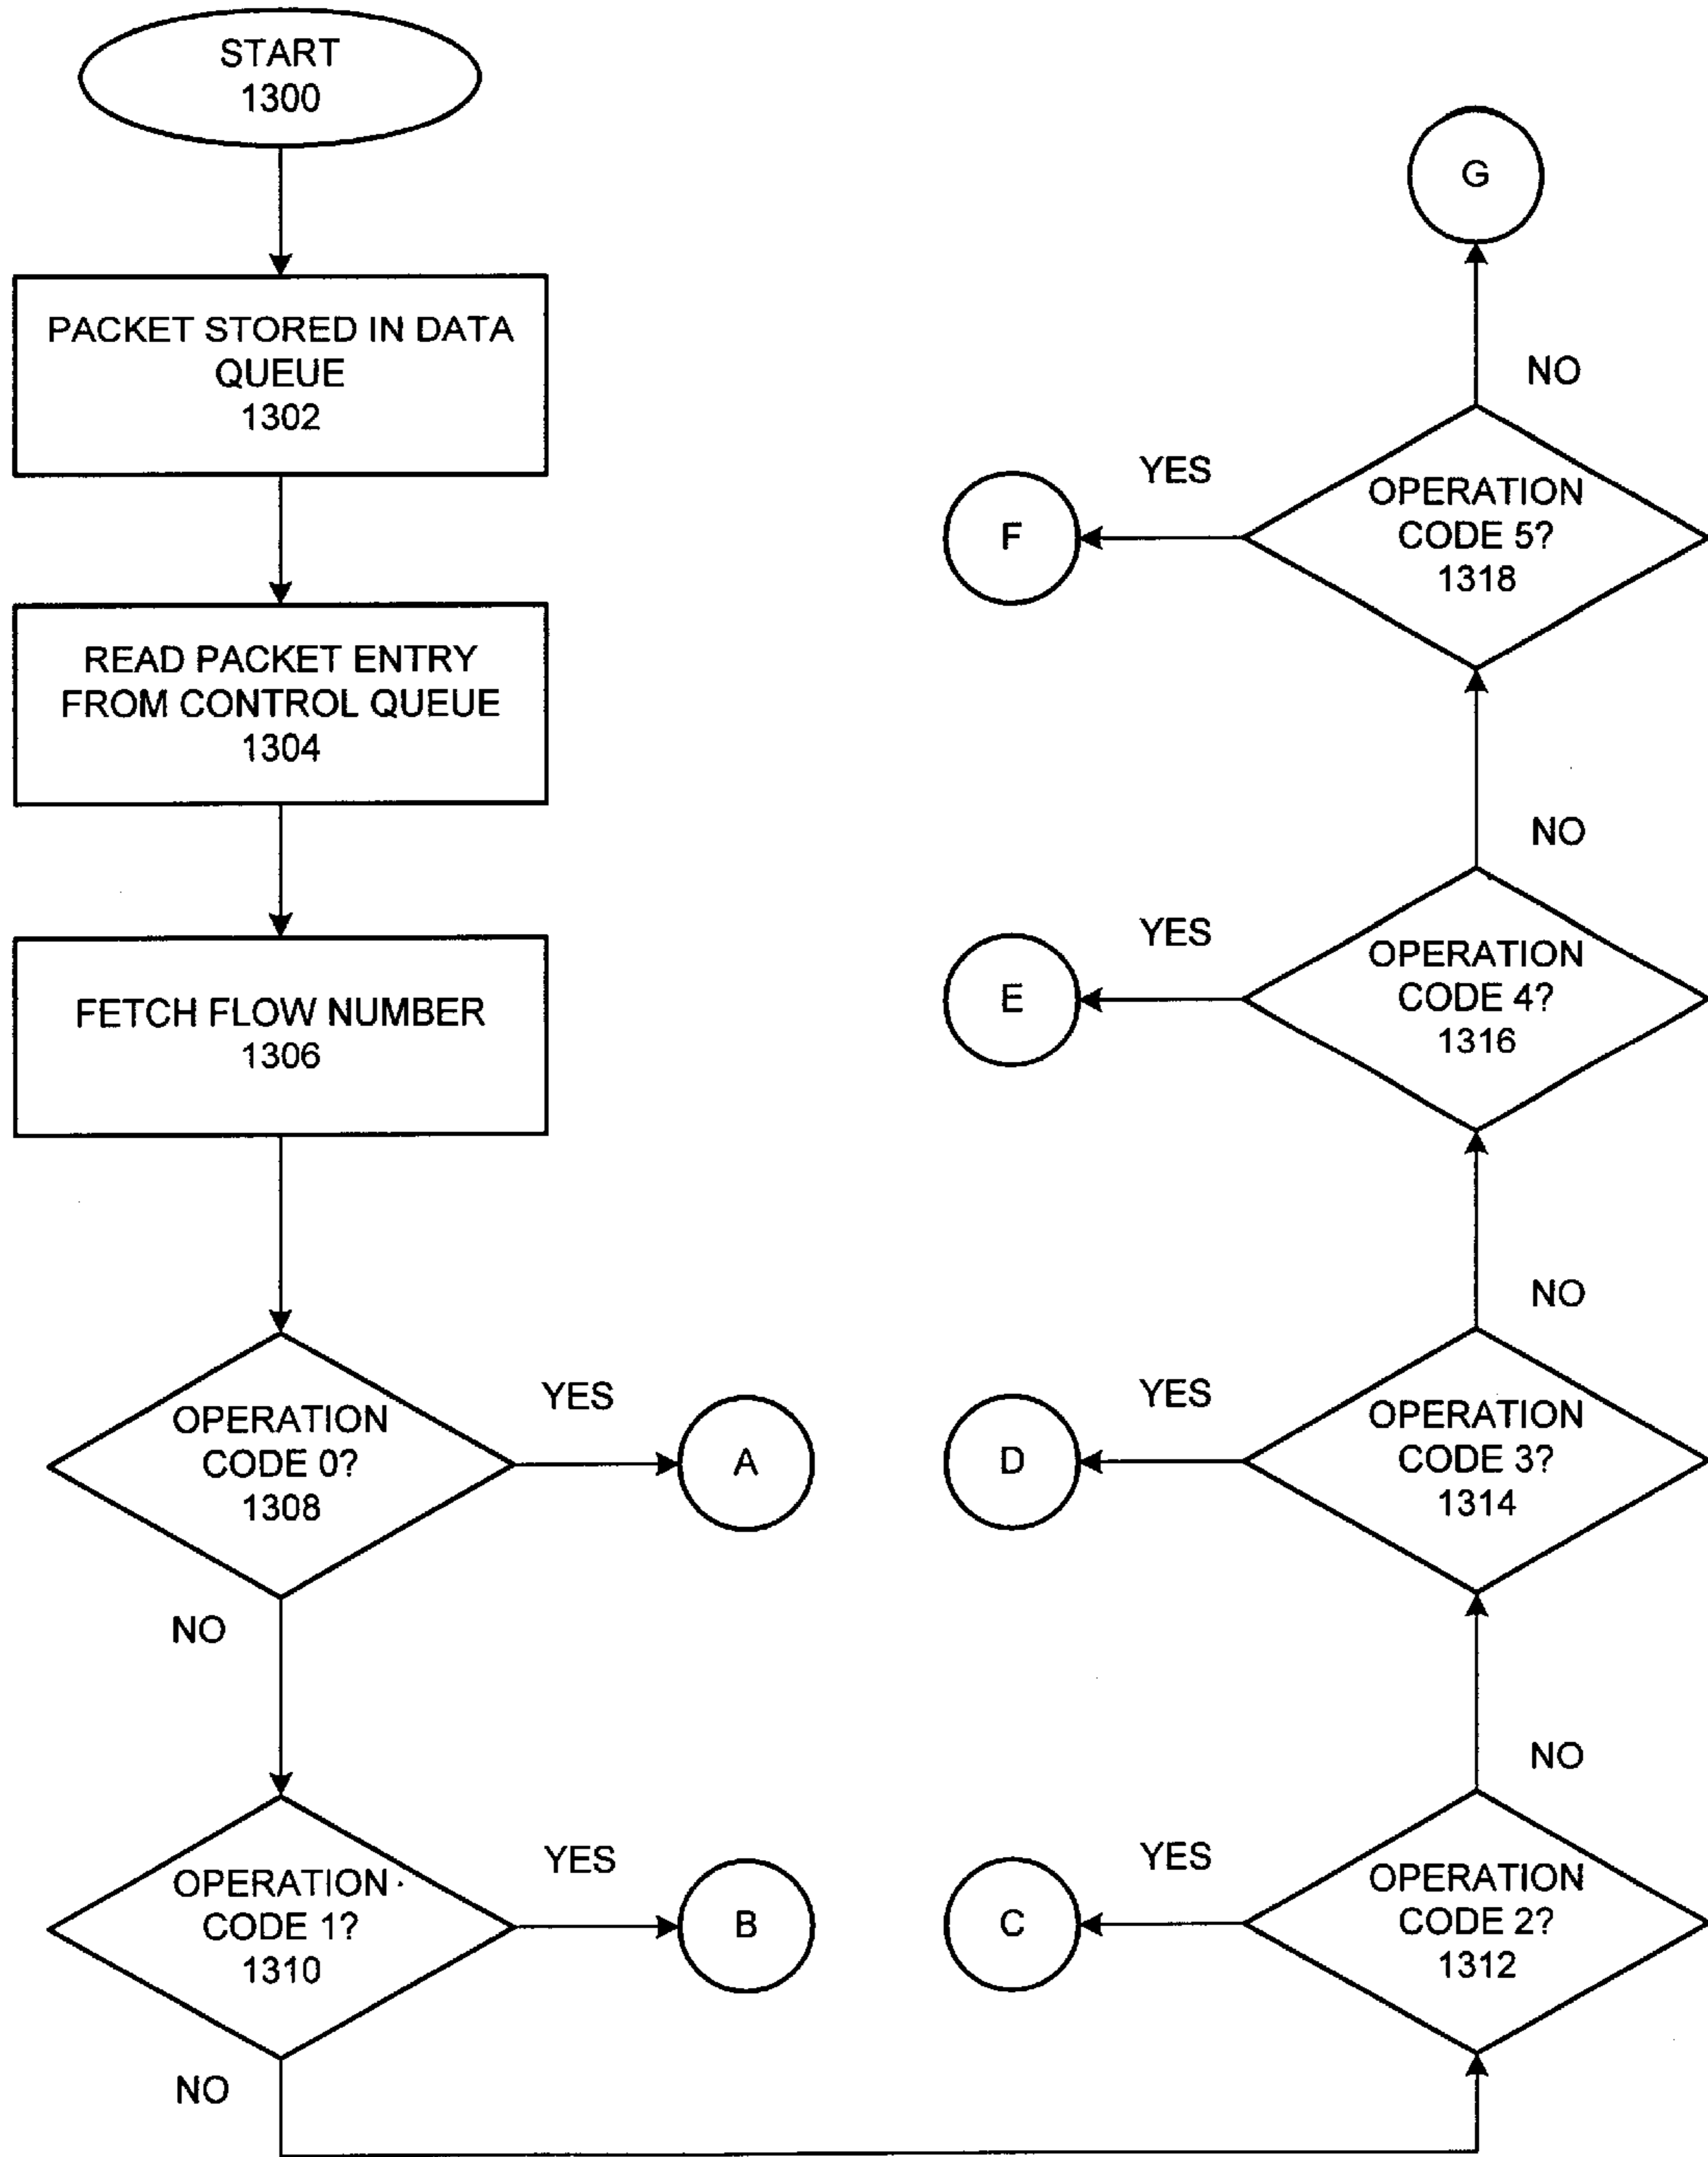 START
1300
PACKET STORED IN DATA
QUEUE
1302
READ PACKET ENTRY
FROM CONTROL QUEUE
1304
FETCH FLOW NUMBER
1306
OPERATION
CODE 0?
1308
YES
A
NO
OPERATION
CODE 1?
1310
YES
B
NO
OPERATION
CODE 2?
1312
YES
C
NO
OPERATION
CODE 3?
1314
YES
D
NO
OPERATION
CODE 4?
1316
YES
E
NO
OPERATION
CODE 5?
1318
YES
F
NO
G